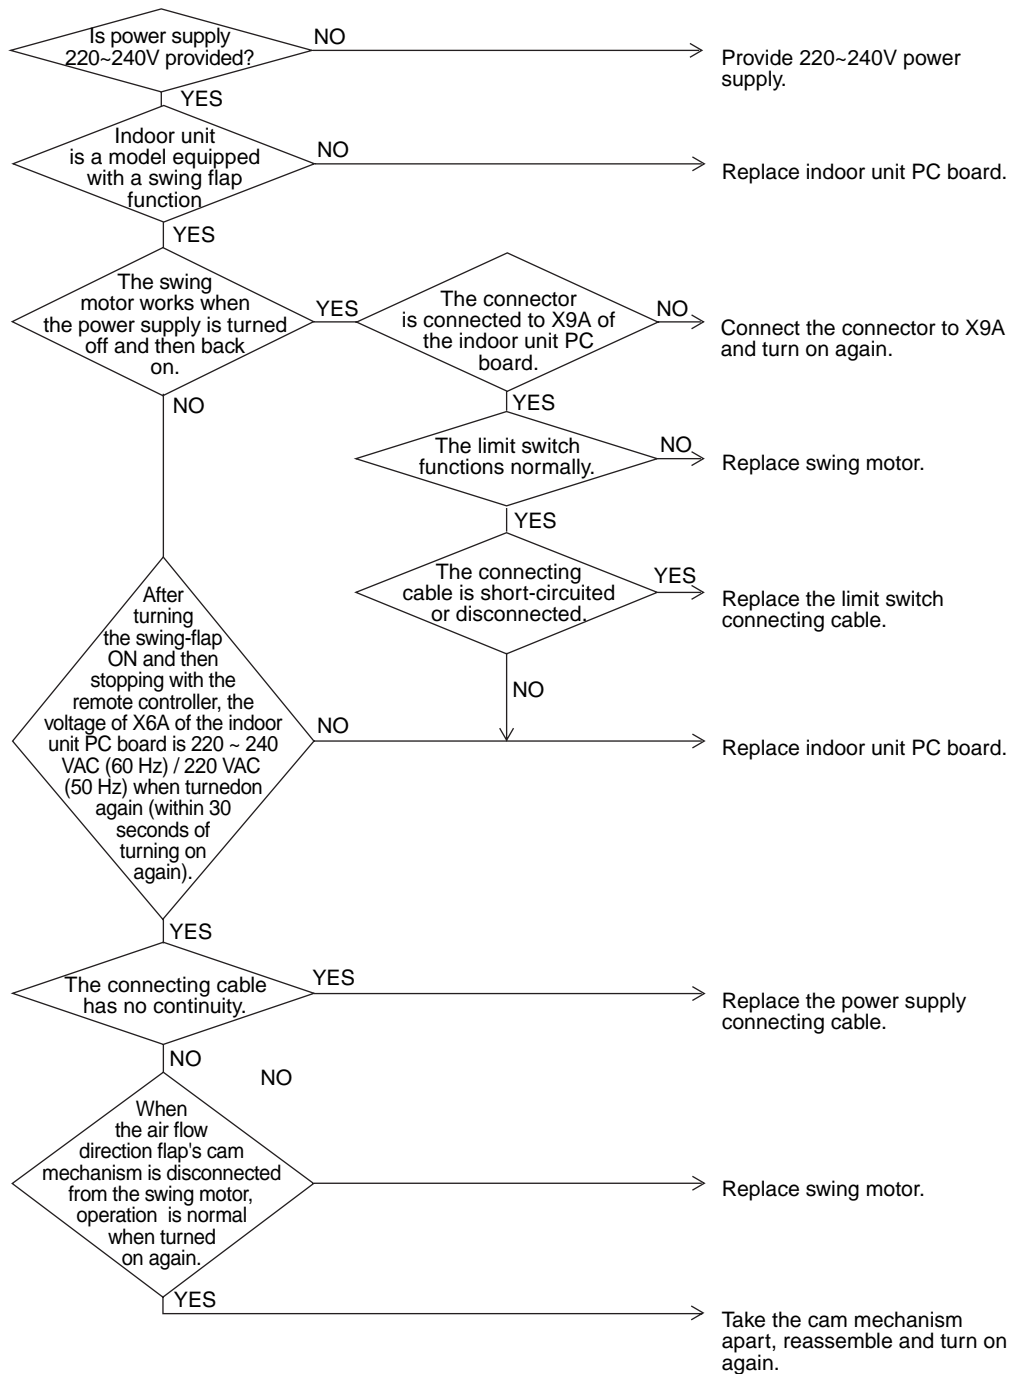 Is power supply
220~240V provided?
NO
Provide 220~240V power
supply.
YES
Indoor unit
is a model equipped
with a swing flap
function
NO
Replace indoor unit PC board.
YES
The swing
motor works when
the power supply is turned
off and then back
on.
YES
The connector
is connected to X9A of
the indoor unit PC
board.
NO
Connect the connector to X9A
and turn on again.
NO
YES
The limit switch
functions normally.
NO
Replace swing motor.
YES
The connecting
cable is short-circuited
or disconnected.
YES
Replace the limit switch
connecting cable.
NO
After
turning
the swing-flap
ON and then
stopping with the
remote controller, the
voltage of X6A of the indoor
unit PC board is 220 ~ 240
VAC (60 Hz) / 220 VAC
(50 Hz) when turnedon
again (within 30
seconds of
turning on
again).
NO
Replace indoor unit PC board.
YES
The connecting cable
has no continuity.
YES
Replace the power supply
connecting cable.
NO
NO
When
the air flow
direction flap's cam
mechanism is disconnected
from the swing motor,
operation is normal
when turned
on again.
Replace swing motor.
YES
Take the cam mechanism
apart, reassemble and turn on
again.